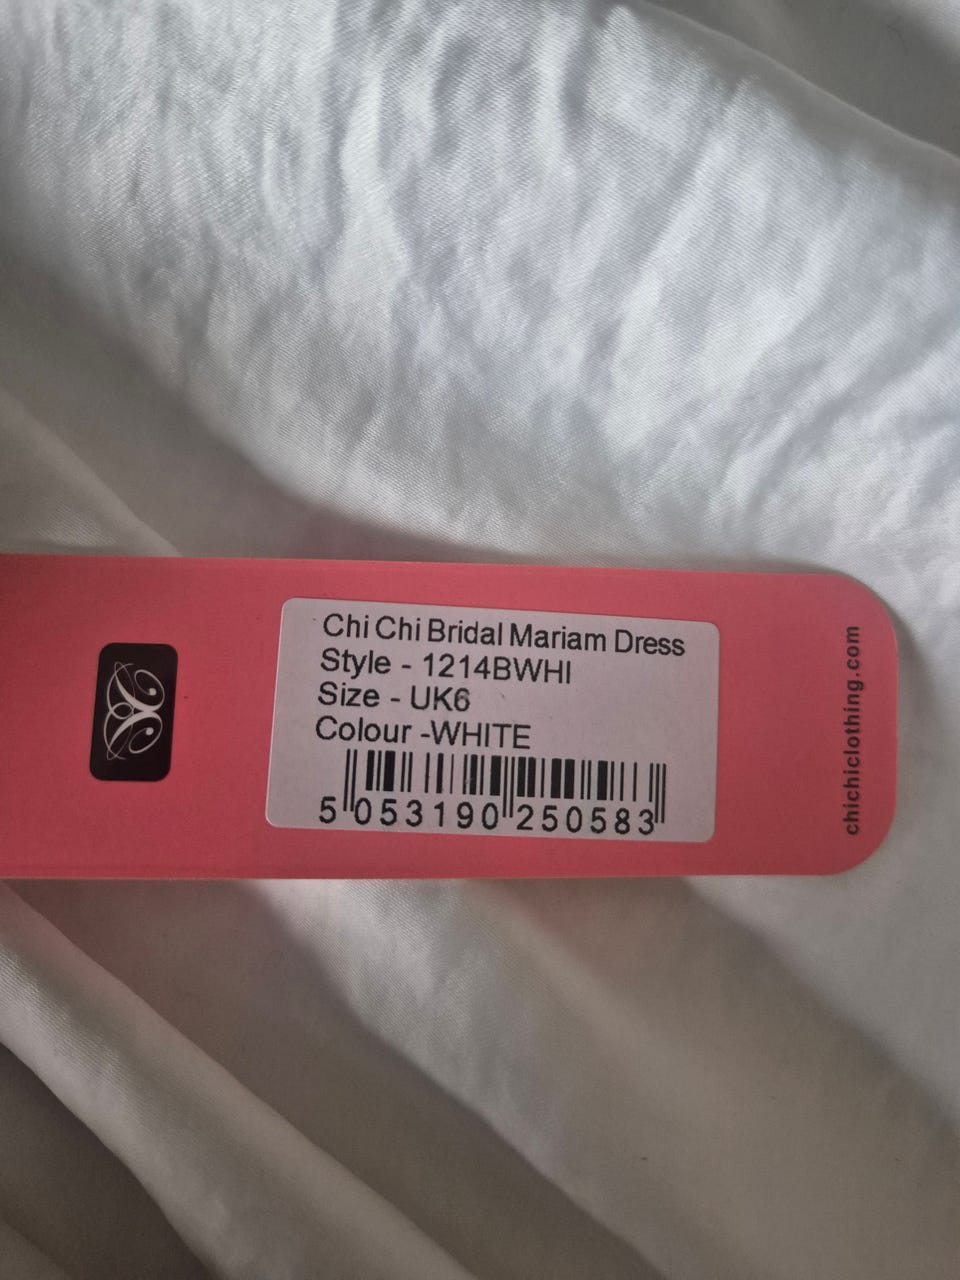 Chi Chi Bridal Mariam Dress
Style - 1214BWHI
Size - UK6
Colour -WHITE
5 053190 250583
chichiclothing.com